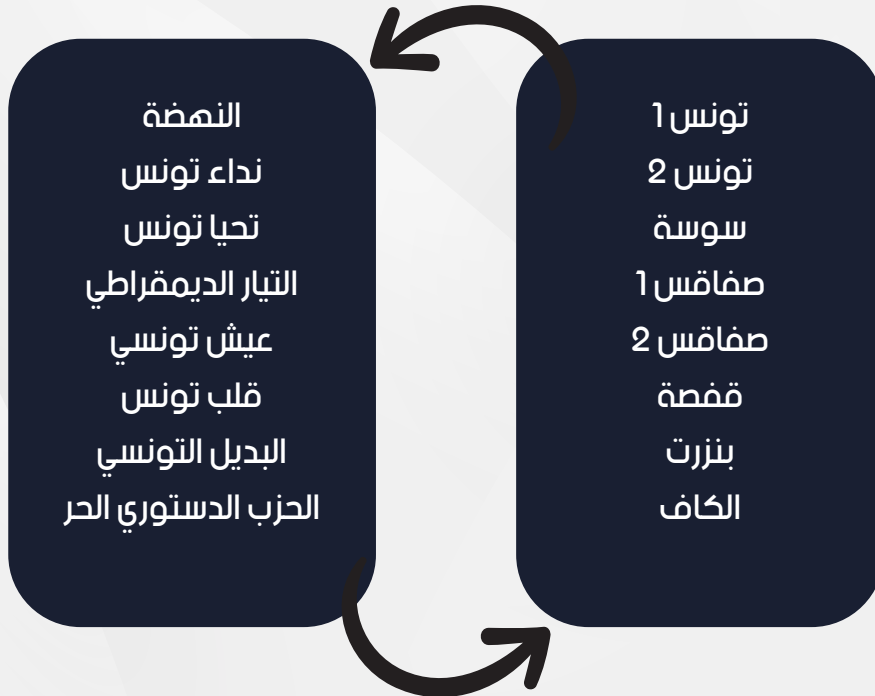 تونس 1
تونس 2
سوسة
صفاقس 1
صفاقس 2
قفصة
بنزرت
الكاف
النهضة
نداء تونس
تحيا تونس
التيار الديمقراطي
عيش تونسي
قلب تونس
البديل التونسي
الحزب الدستوري الحر